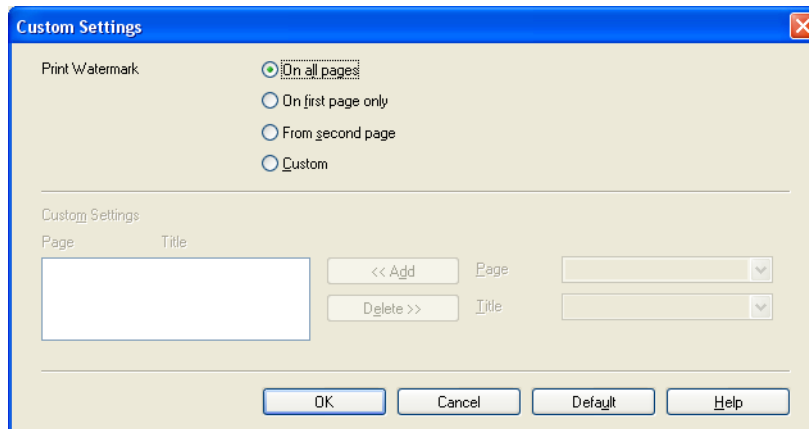 Custom Settings
Print Watermark
On all pages
On first page only
From second page
Custom
Custom Settings
Page Title
<< Add Page
Delete >> Title
OK Cancel Default Help